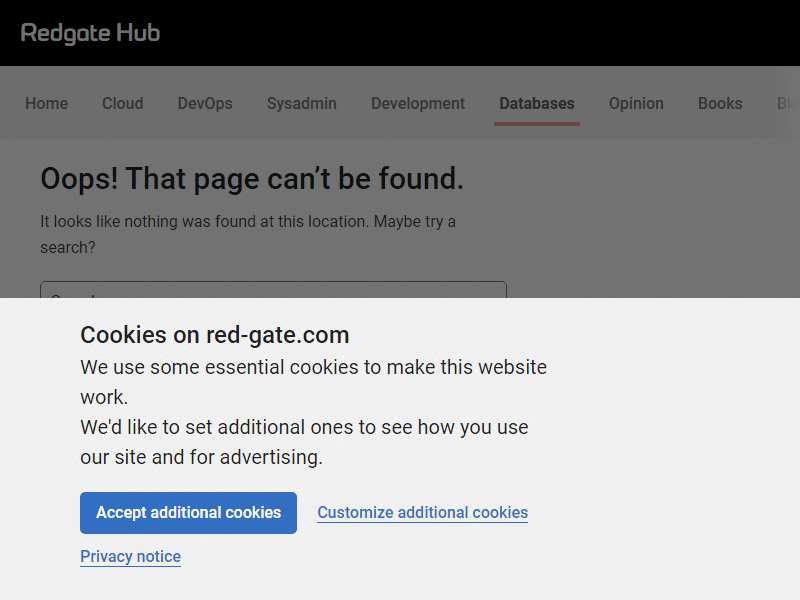 Redgate Hub
Home Cloud DevOps Sysadmin Development Databases Opinion Books
Oops! That page can’t be found.
It looks like nothing was found at this location. Maybe try a
search?
Cookies on red-gate.com
We use some essential cookies to make this website
work.
We'd like to set additional ones to see how you use
our site and for advertising.
Accept additional cookies Customize additional cookies
Privacy notice